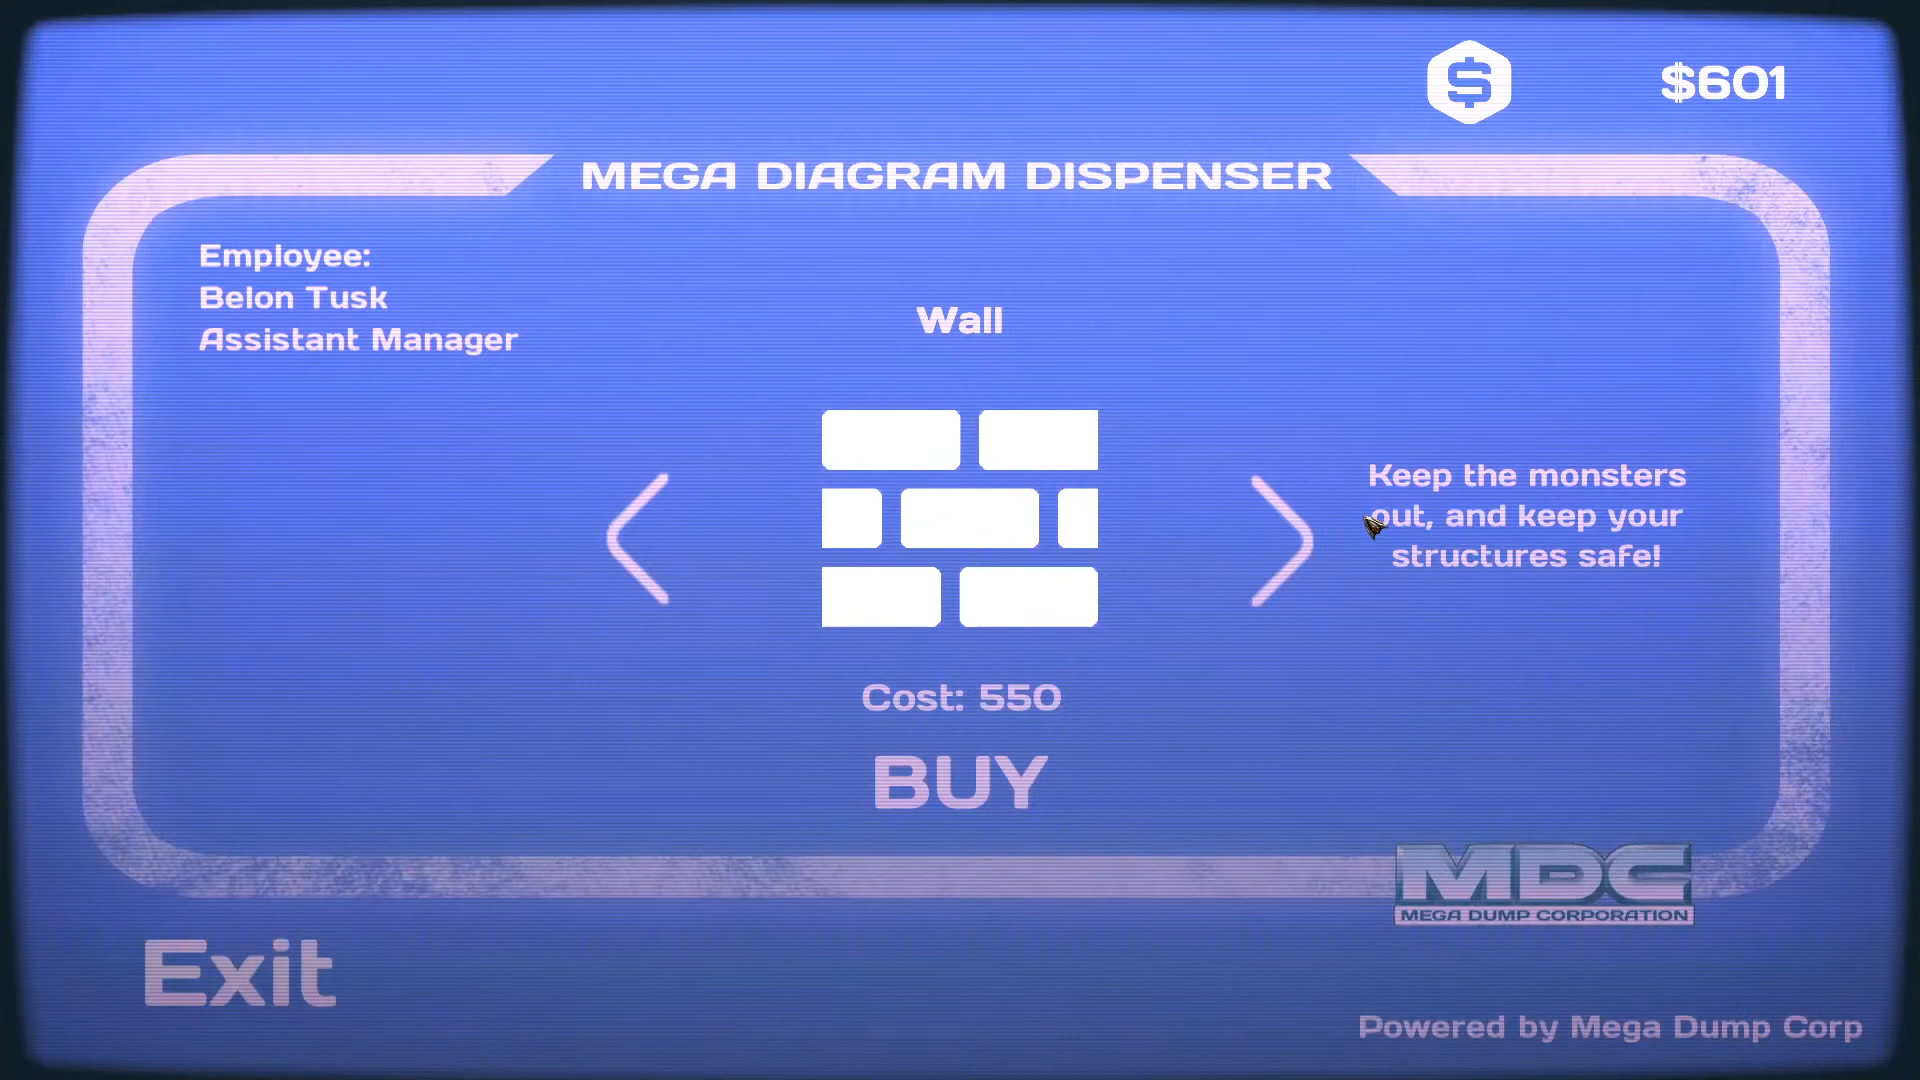 $601
MEGA DIAGRAM DISPENSER
Employee:
Belon Tusk
Assistant Manager
Wall
Keep the monsters
out, and keep your
structures safe!
Cost: 550
BUY
MDC
MEGA DUMP CORPORATION
Exit
Powered by Mega Dump Corp